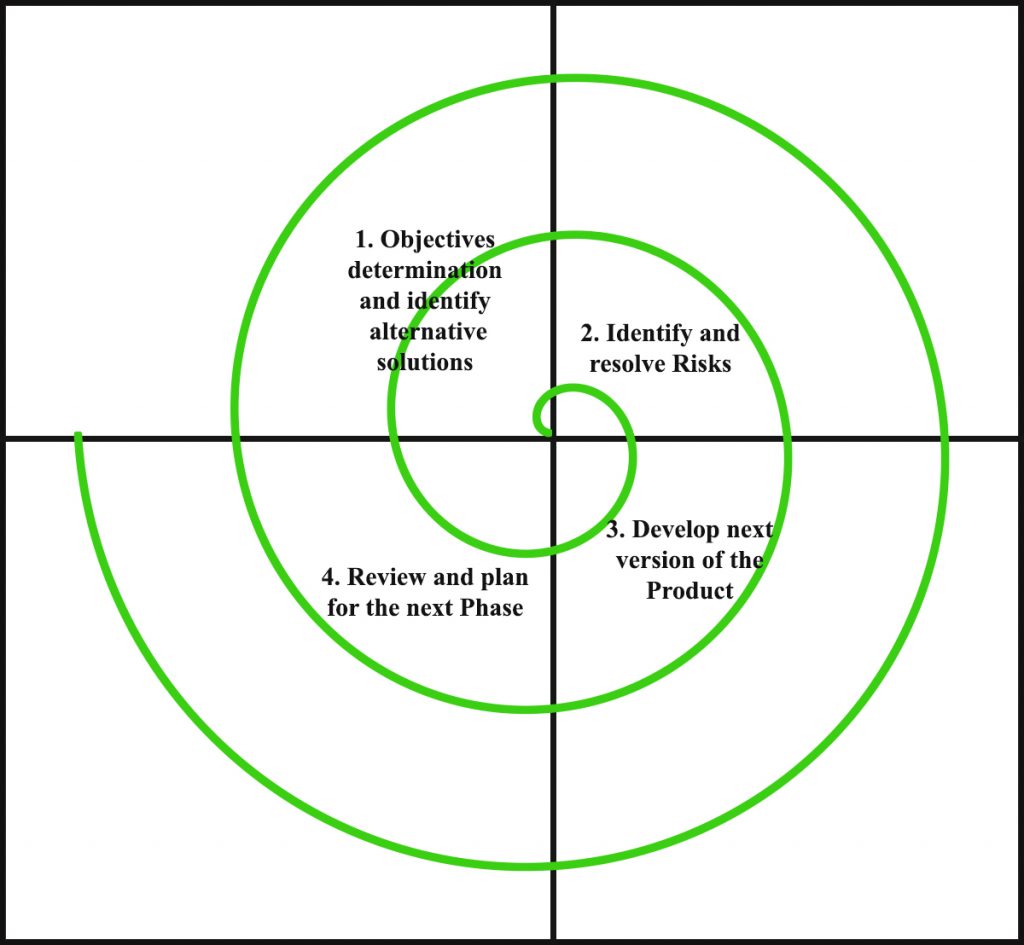 1. Objectives
determination
and identify
alternative
solutions
2. Identify and
resolve Risks
3. Develop next
version of the
Product
4. Review and plan
for the next Phase